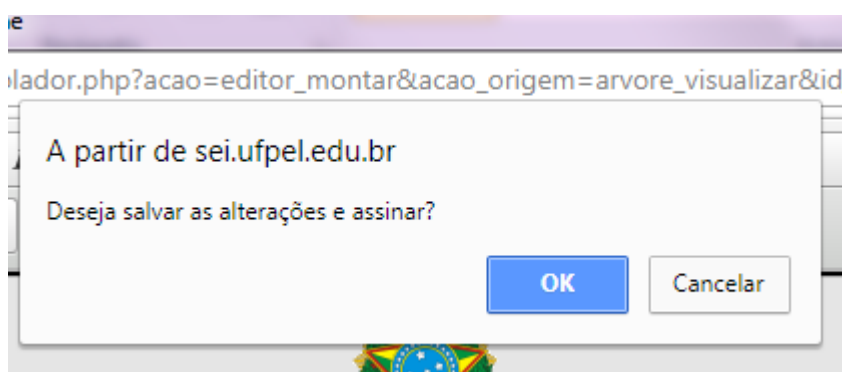 olador.php?acao=editor_montar&acao_origem=arvore_visualizar&id
A partir de sei.ufpel.edu.br
Deseja salvar as alterações e assinar?
OK Cancelar